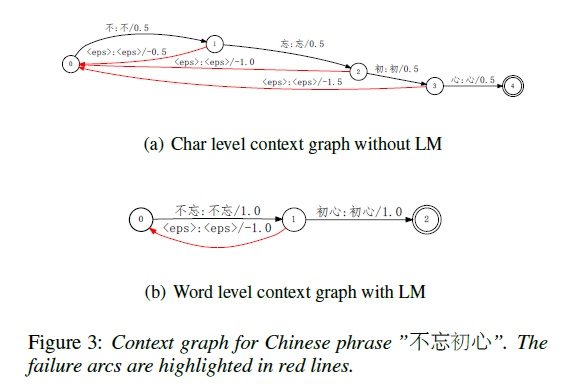 不:不/0.5
0
<eps>:<eps>/-0.5
1
忘:忘/0.5
<eps>:<eps>/-1.0
2
初:初/0.5
<eps>:<eps>/-1.5
3
心:心/0.5
4
(a) Char level context graph without LM
0
不忘:不忘/1.0
<eps>:<eps>/-1.0
1
初心:初心/1.0
2
(b) Word level context graph with LM
Figure 3: Context graph for Chinese phrase ”不忘初心”. The
failure arcs are highlighted in red lines.